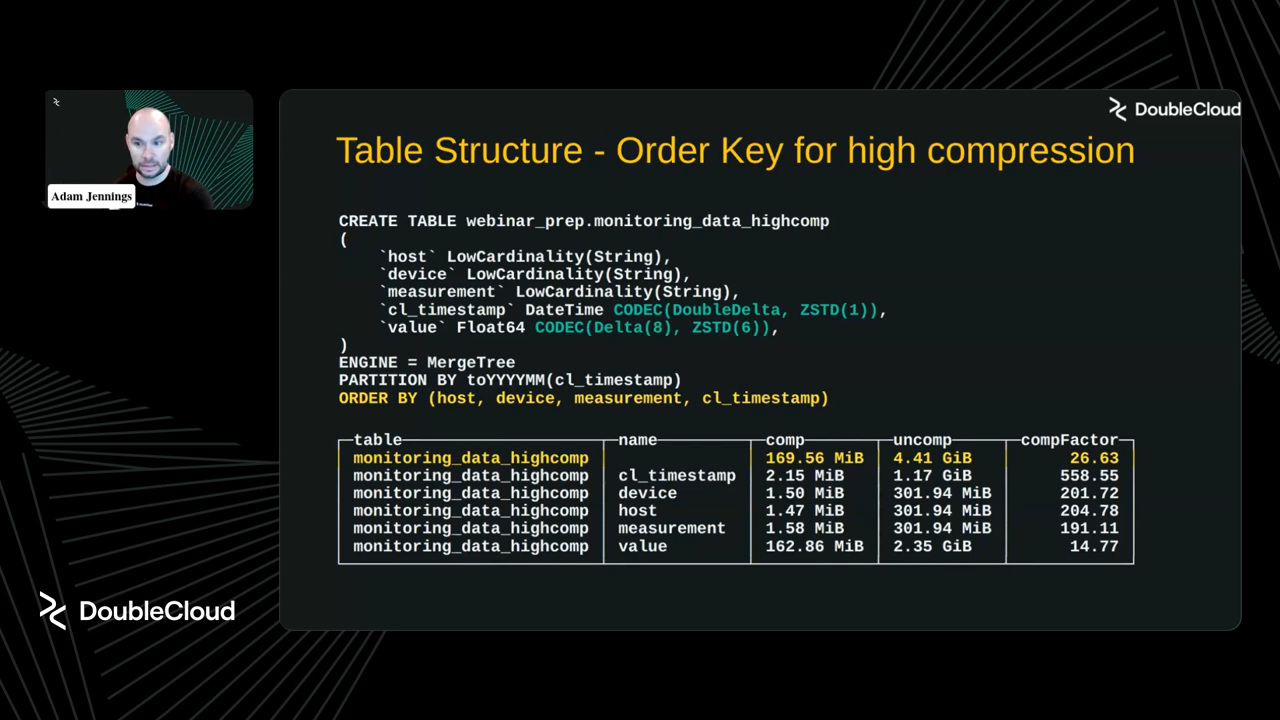 DoubleCloud
Adam Jennings
Table Structure - Order Key for high compression
CREATE TABLE webinar_prep.monitoring_data_highcomp
(
    `host` LowCardinality(String),
    `device` LowCardinality(String),
    `measurement` LowCardinality(String),
    `cl_timestamp` DateTime CODEC(DoubleDelta, ZSTD(1)),
    `value` Float64 CODEC(Delta(8), ZSTD(6)),
)
ENGINE = MergeTree
PARTITION BY toYYYYMM(cl_timestamp)
ORDER BY (host, device, measurement, cl_timestamp)
table name comp uncomp compFactor
monitoring_data_highcomp 169.56 MiB 4.41 GiB 26.63
monitoring_data_highcomp cl_timestamp 2.15 MiB 1.17 GiB 558.55
monitoring_data_highcomp device 1.50 MiB 301.94 MiB 201.72
monitoring_data_highcomp host 1.47 MiB 301.94 MiB 204.78
monitoring_data_highcomp measurement 1.58 MiB 301.94 MiB 191.11
monitoring_data_highcomp value 162.86 MiB 2.35 GiB 14.77
DoubleCloud